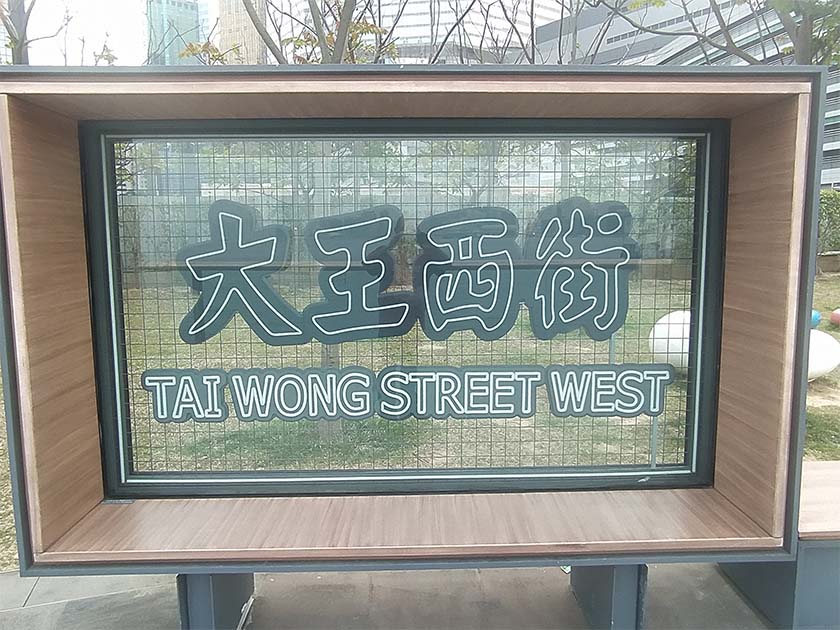 大王西街
TAI WONG STREET WEST